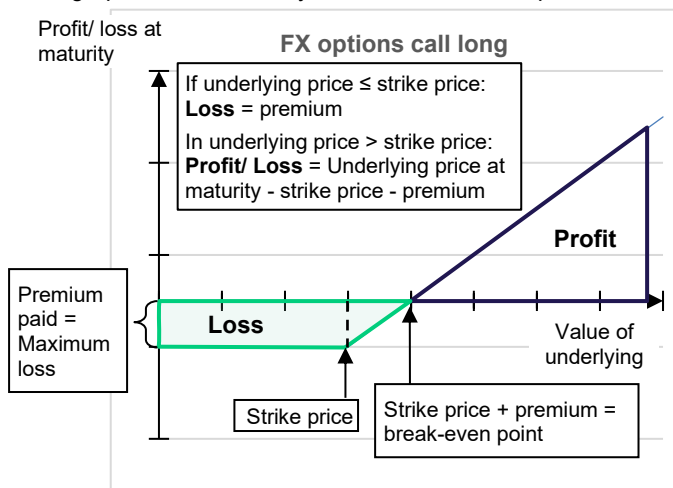 Profit/ loss at
maturity
FX options call long
If underlying price ≤ strike price:
Loss = premium
In underlying price > strike price:
Profit/ Loss = Underlying price at
maturity - strike price - premium
Profit
Premium
paid =
Maximum
loss
Loss
Value of
underlying
Strike price
Strike price + premium =
break-even point